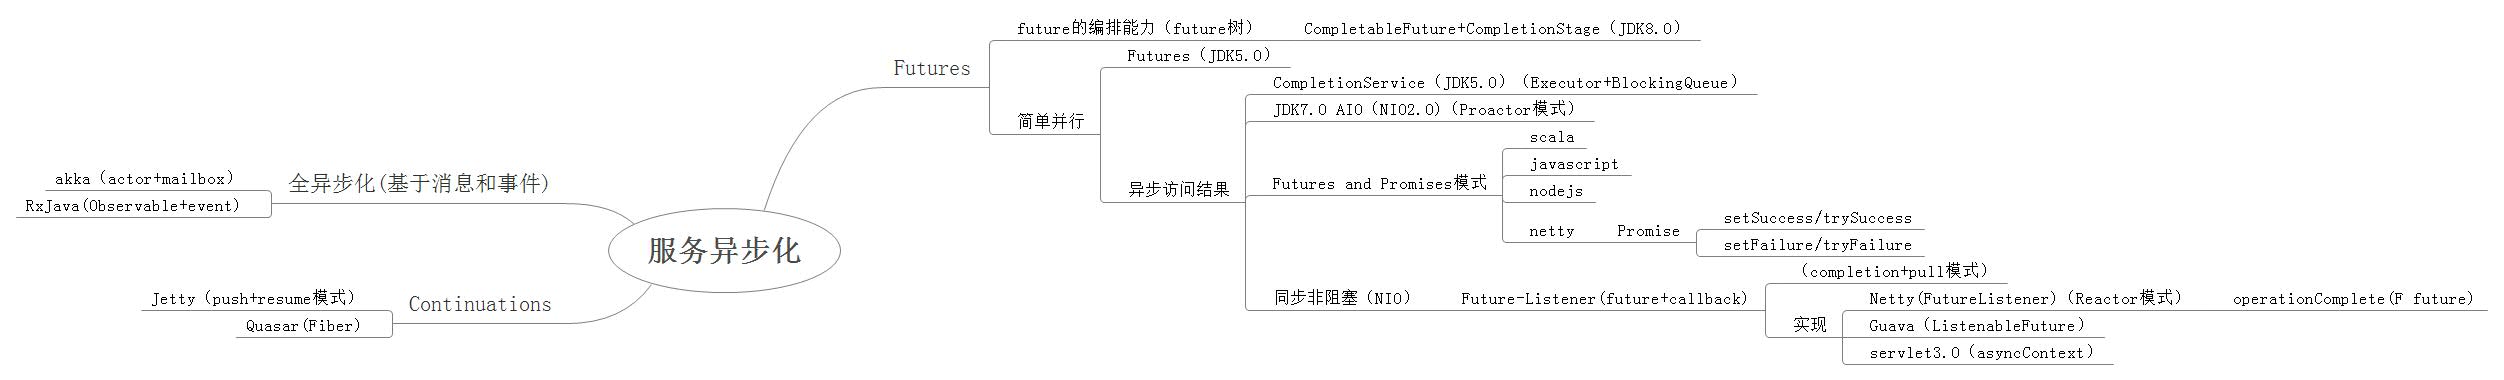 服务异步化
Futures
future的编排能力（future树）
CompletableFuture+CompletionStage（JDK8.0）
简单并行
Futures（JDK5.0）
异步访问结果
CompletionService（JDK5.0）（Executor+BlockingQueue）
JDK7.0 AIO（NIO2.0)（Proactor模式）
Futures and Promises模式
scala
javascript
nodejs
netty
Promise
setSuccess/trySuccess
setFailure/tryFailure
同步非阻塞（NIO）
Future-Listener(future+callback)
（completion+pull模式）
实现
Netty(FutureListener)（Reactor模式）
operationComplete(F future)
Guava（ListenableFuture）
servlet3.0（asyncContext）
全异步化(基于消息和事件)
akka（actor+mailbox）
RxJava(Observable+event)
Continuations
Jetty（push+resume模式）
Quasar(Fiber)